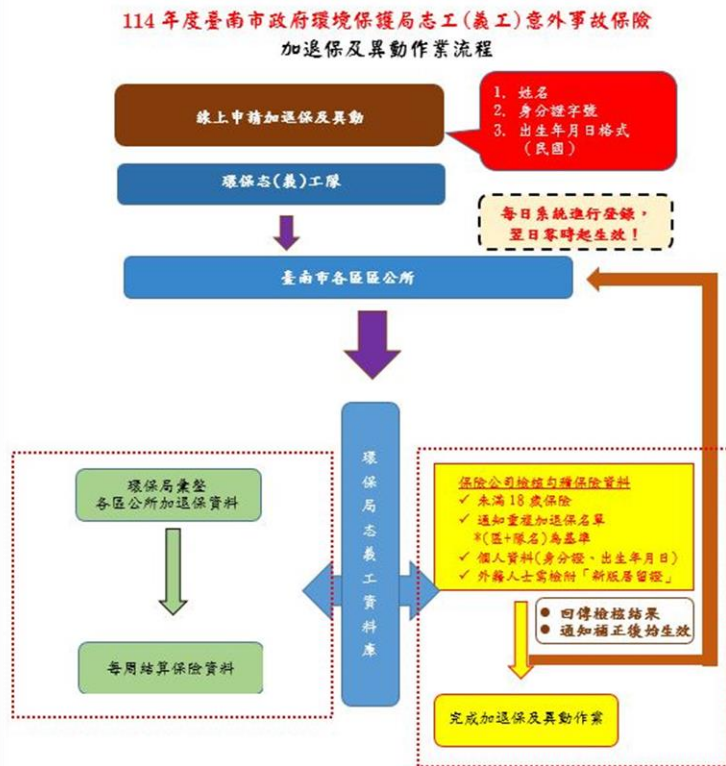 114 年度臺南市政府環境保護局志工(義工)意外事故保險
加退保及異動作業流程
線上申請加退保及異動
1. 姓名
2. 身分證字號
3. 出生年月日格式
(民國)
環保志(義)工隊
每日系統進行登錄，
翌日零時起生效！
臺南市各區區公所
環保局志義工資料庫
環保局彙整
各區公所加退保資料
每周結算保險資料
保險公司檢核勾稽保險資料
✓ 未滿18歲保險
✓ 通知重複加退保名單
*(區+隊名)為基準
✓ 個人資料(身分證、出生年月日)
✓ 外籍人士需檢附「新版居留證」
● 回傳檢核結果
● 通知補正後始生效
完成加退保及異動作業